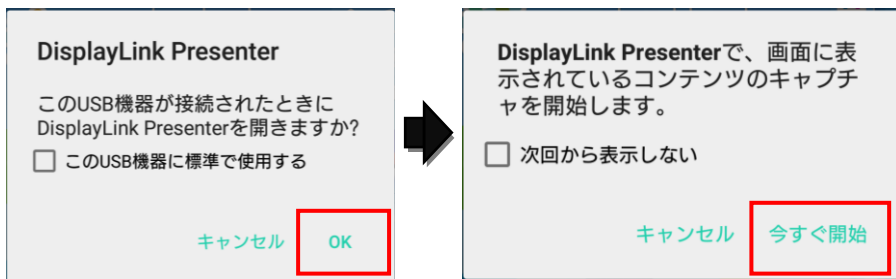 DisplayLink Presenter
このUSB機器が接続されたときに
DisplayLink Presenterを開きますか?
このUSB機器に標準で使用する
キャンセル
OK
DisplayLink Presenterで、画面に表
示されているコンテンツのキャプチ
ャを開始します。
次回から表示しない
キャンセル
今すぐ開始